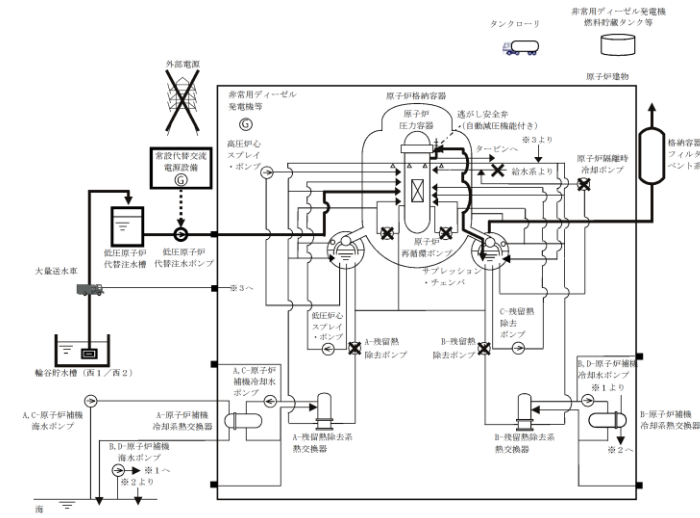 タンクローリ
非常用ディーゼル発電機
燃料貯蔵タンク等
外部電源
原子炉建物
非常用ディーゼル
発電機等
G
原子炉格納容器
原子炉
圧力容器
逃がし安全弁
(自動減圧機能付き)
※3より
タービンへ
給水系より
原子炉隔離時
冷却ポンプ
格納容器
フィルタ
ベント系
高圧炉心
スプレイ
・ポンプ
常設代替交流
電源設備
G
低圧原子炉
代替注水槽
低圧原子炉
代替注水ポンプ
原子炉
再循環ポンプ
サプレッション
・チェンバ
大量送水車
※3へ
低圧炉心
スプレイ
・ポンプ
C-残留熱
除去
ポンプ
A-残留熱
除去ポンプ
B-残留熱
除去ポンプ
輪谷貯水槽(西1/西2)
A,C-原子炉
補機冷却水
ポンプ
B,D-原子炉補機
冷却水ポンプ
※1より
A,C-原子炉補機
海水ポンプ
A-原子炉補機
冷却系熱交換器
B-原子炉補機
冷却系熱交換器
A-残留熱除去系
熱交換器
B-残留熱除去系
熱交換器
※2へ
B,D-原子炉補機
海水ポンプ
※1へ
※2より
海